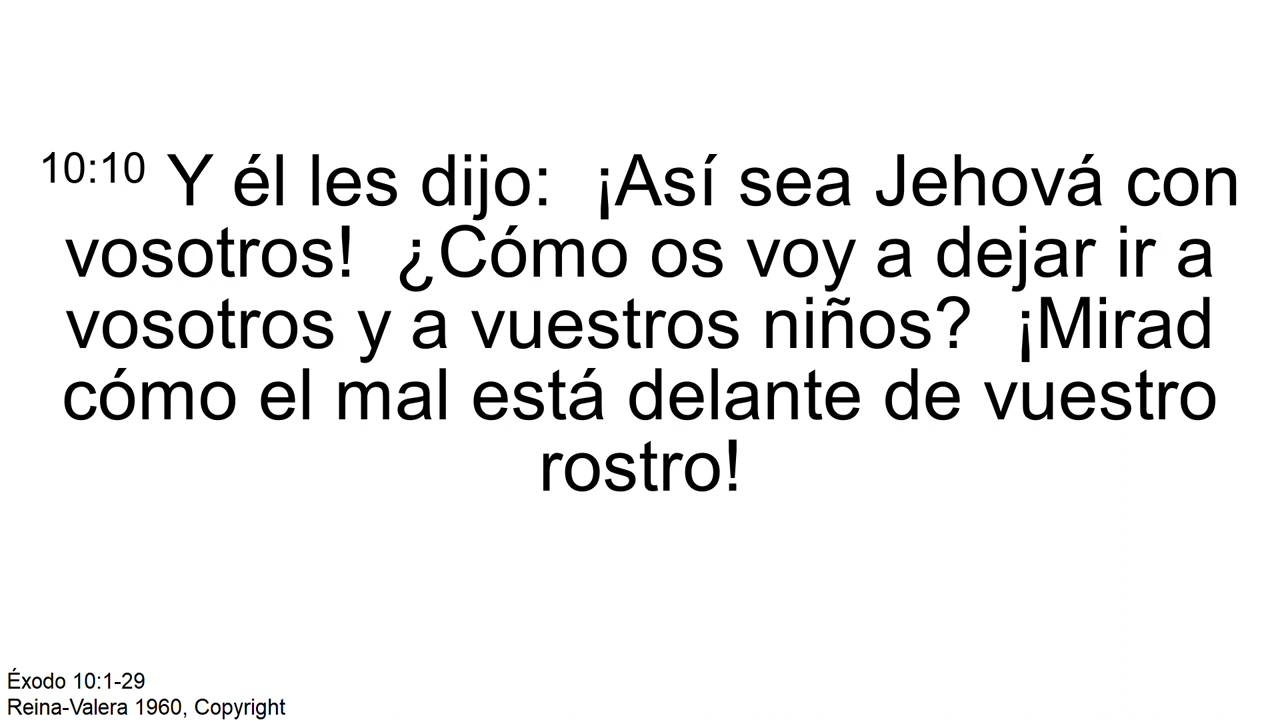 10:10 Y él les dijo:  ¡Así sea Jehová con
vosotros!  ¿Cómo os voy a dejar ir a
vosotros y a vuestros niños?  ¡Mirad
cómo el mal está delante de vuestro
rostro!
Éxodo 10:1-29
Reina-Valera 1960, Copyright